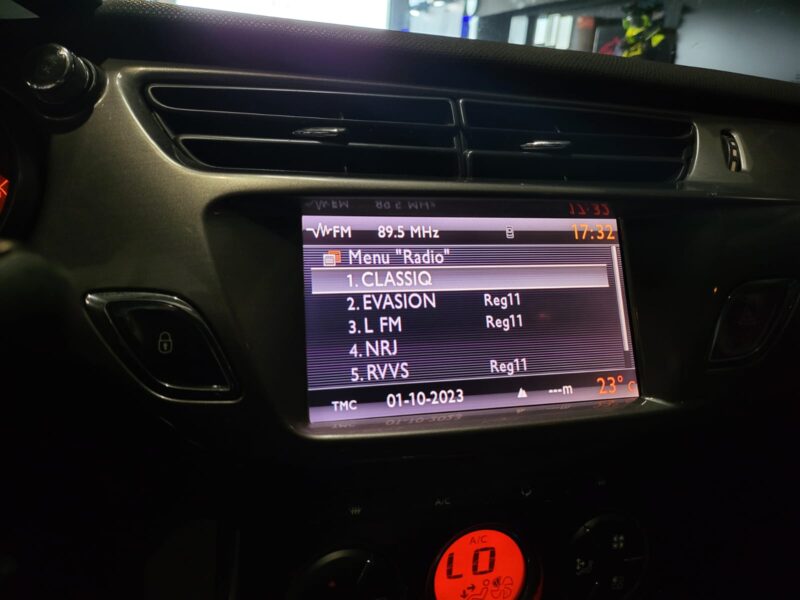 FM 89.5 MHz 17:32
Menu "Radio"
1. CLASSIQ
2. EVASION Reg11
3. L FM Reg11
4. NRJ
5. RVVS Reg11
TMC 01-10-2023 ---m 23° C
A/C
A/C
LO